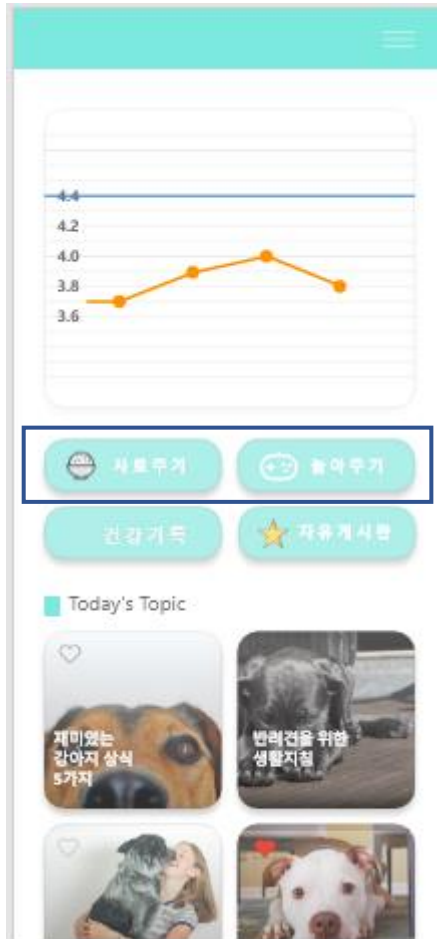 4.4
4.2
4.0
3.8
3.6
사료주기
놀아주기
건강기록
자유게시판
Today's Topic
재미있는
강아지 상식
5가지
반려견을 위한
생활지침